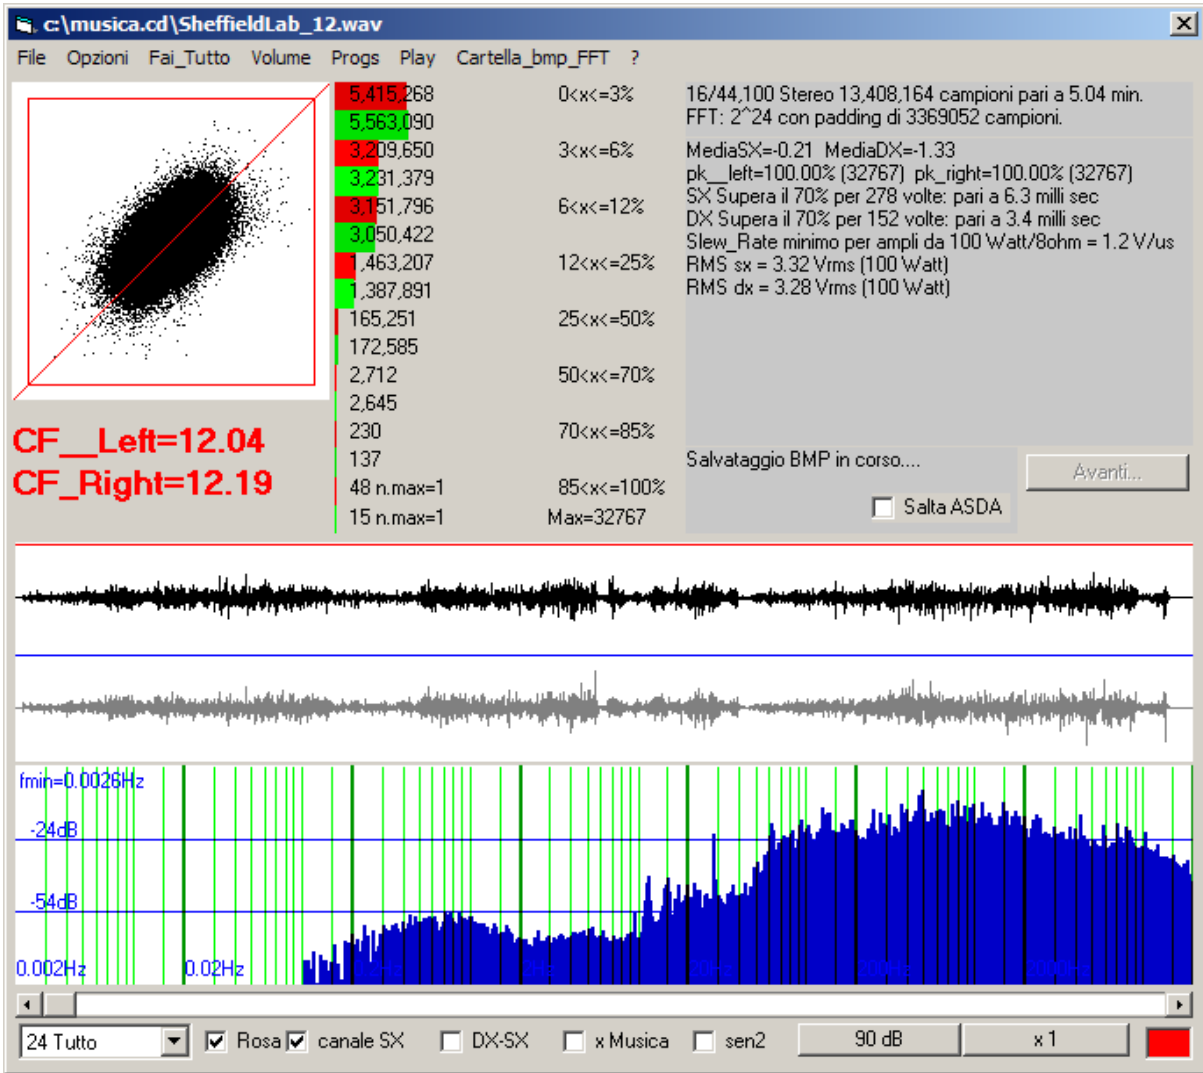 c:\musica.cd\SheffieldLab_12.wav
File Opzioni Fai_Tutto Volume Progs Play Cartella_bmp_FFT ?
5,415,268 0<x<=3%
5,563,090
3,209,650 3<x<=6%
3,231,379
3,151,796 6<x<=12%
3,050,422
1,463,207 12<x<=25%
1,387,891
165,251 25<x<=50%
172,585
2,712 50<x<=70%
2,645
230 70<x<=85%
137
48 n.max=1 85<x<=100%
15 n.max=1 Max=32767
16/44,100 Stereo 13,408,164 campioni pari a 5.04 min.
FFT: 2^24 con padding di 3369052 campioni.
MediaSX=-0.21 MediaDX=-1.33
pk__left=100.00% (32767) pk_right=100.00% (32767)
SX Supera il 70% per 278 volte: pari a 6.3 milli sec
DX Supera il 70% per 152 volte: pari a 3.4 milli sec
Slew_Rate minimo per ampli da 100 Watt/8ohm = 1.2 V/us
RMS sx = 3.32 Vrms (100 Watt)
RMS dx = 3.28 Vrms (100 Watt)
CF__Left=12.04
CF_Right=12.19
Salvataggio BMP in corso....
Avanti...
Salta ASDA
fmin=0.0026Hz
-24dB
-54dB
0.002Hz 0.02Hz 0.2Hz 2Hz 20Hz 200Hz 2000Hz
24 Tutto Rosa canale SX DX-SX x Musica sen2 90 dB x 1